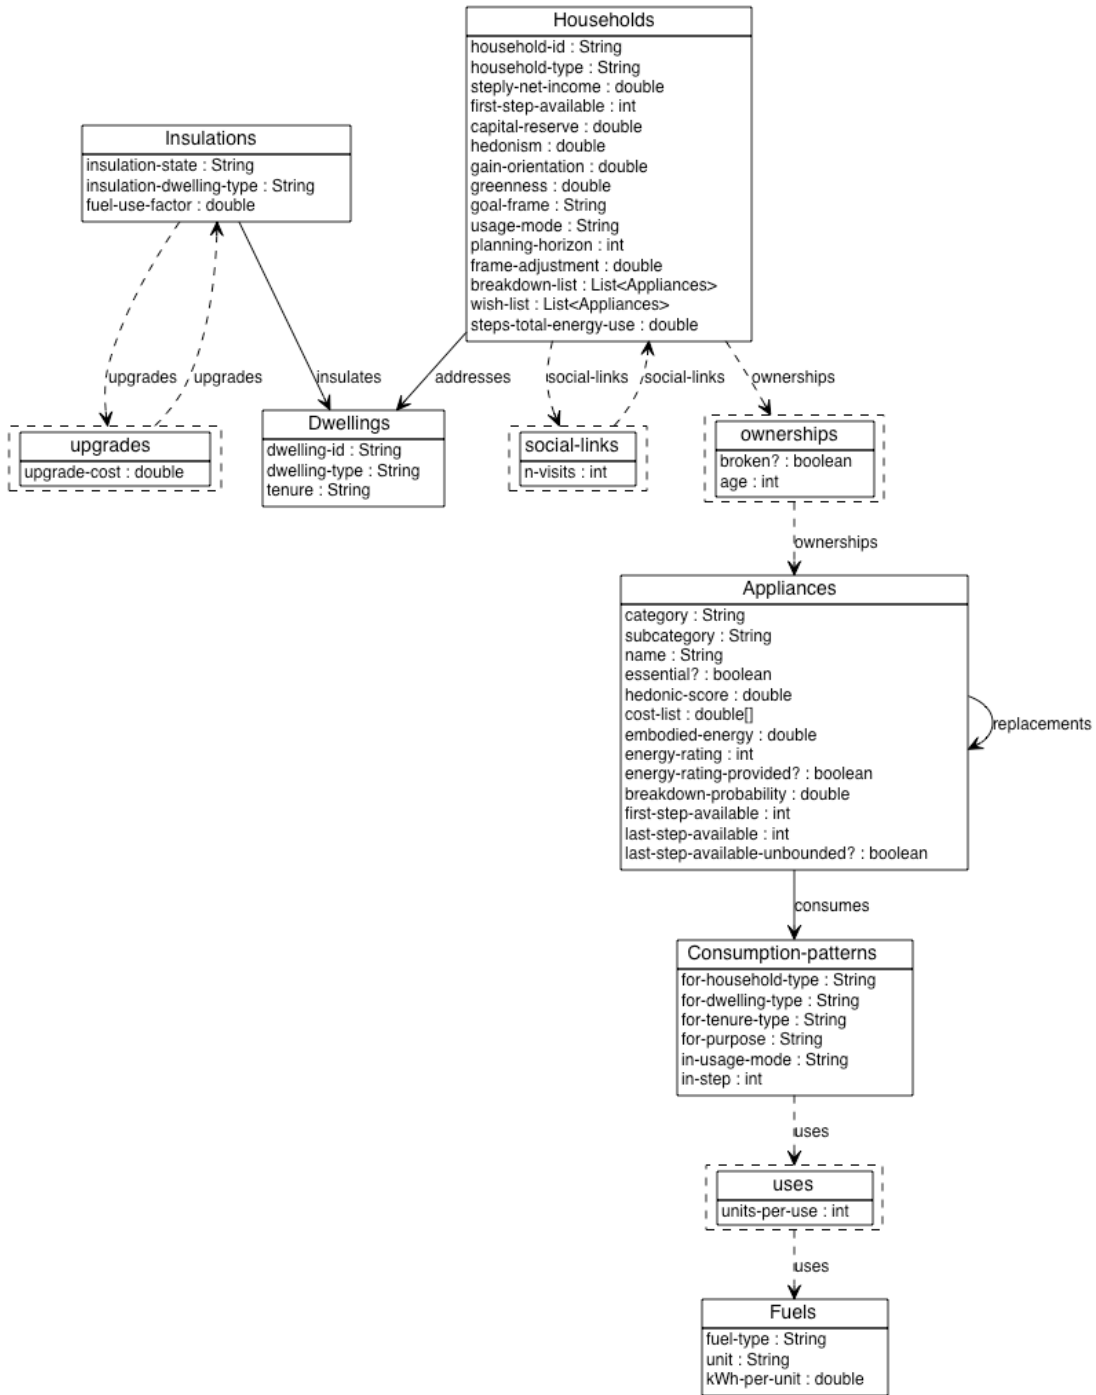 Households
household-id : String
household-type : String
steply-net-income : double
first-step-available : int
capital-reserve : double
hedonism : double
gain-orientation : double
greenness : double
goal-frame : String
usage-mode : String
planning-horizon : int
frame-adjustment : double
breakdown-list : List<Appliances>
wish-list : List<Appliances>
steps-total-energy-use : double
Insulations
insulation-state : String
insulation-dwelling-type : String
fuel-use-factor : double
upgrades
upgrades
insulates
addresses
social-links
social-links
ownerships
upgrades
upgrade-cost : double
Dwellings
dwelling-id : String
dwelling-type : String
tenure : String
social-links
n-visits : int
ownerships
broken? : boolean
age : int
ownerships
Appliances
category : String
subcategory : String
name : String
essential? : boolean
hedonic-score : double
cost-list : double[]
embodied-energy : double
energy-rating : int
energy-rating-provided? : boolean
breakdown-probability : double
first-step-available : int
last-step-available : int
last-step-available-unbounded? : boolean
replacements
consumes
Consumption-patterns
for-household-type : String
for-dwelling-type : String
for-tenure-type : String
for-purpose : String
in-usage-mode : String
in-step : int
uses
uses
units-per-use : int
uses
Fuels
fuel-type : String
unit : String
kWh-per-unit : double